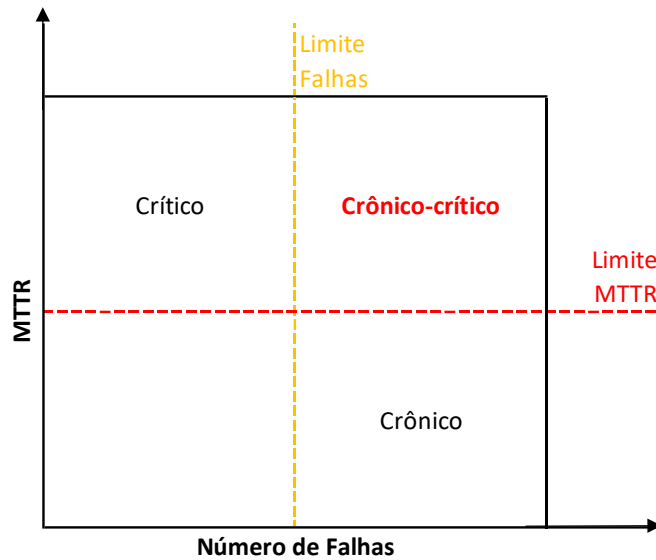 Limite
Falhas
Crítico
Crônico-crítico
Limite
MTTR
MTTR
Crônico
Número de Falhas